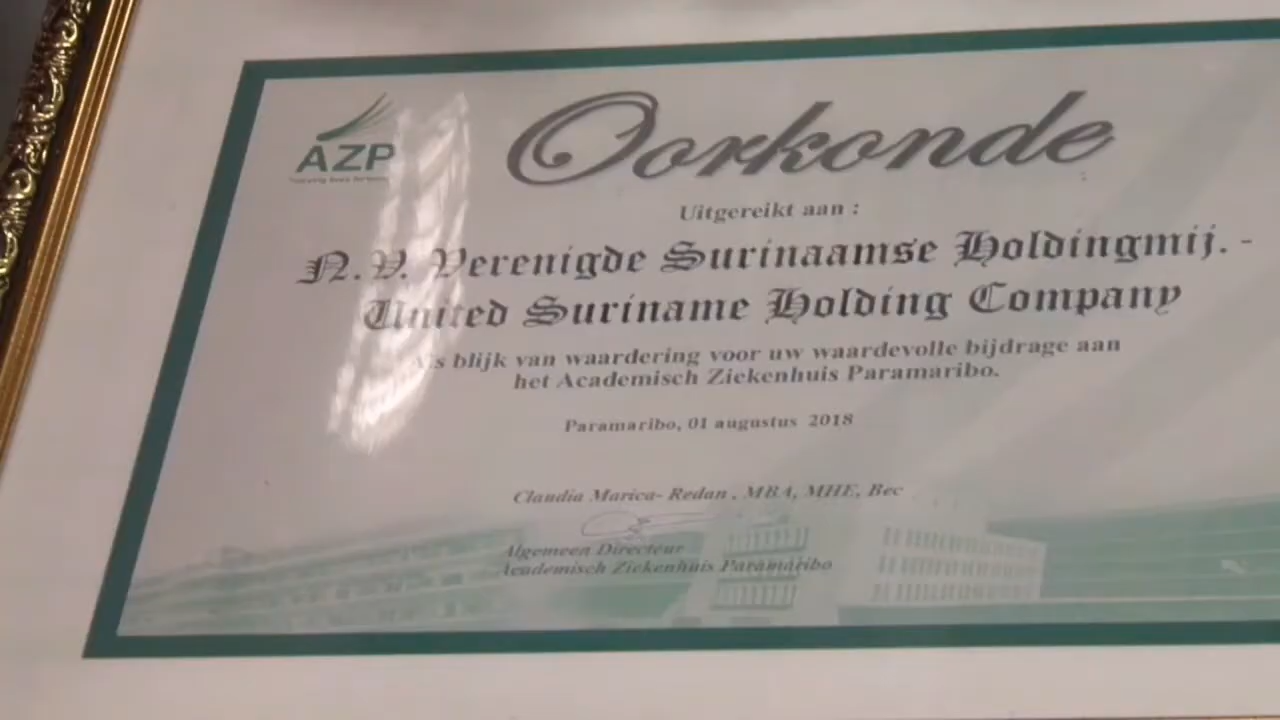 AZP
Oorkonde
Uitgereikt aan :
N.V. Verenigde Surinaamse Holdingmij. -
United Suriname Holding Company
Als blijk van waardering voor uw waardevolle bijdrage aan
het Academisch Ziekenhuis Paramaribo.
Paramaribo, 01 augustus 2018
Claudia Marica- Redan , MBA, MHE, Bec
Algemeen Directeur
Academisch Ziekenhuis Paramaribo